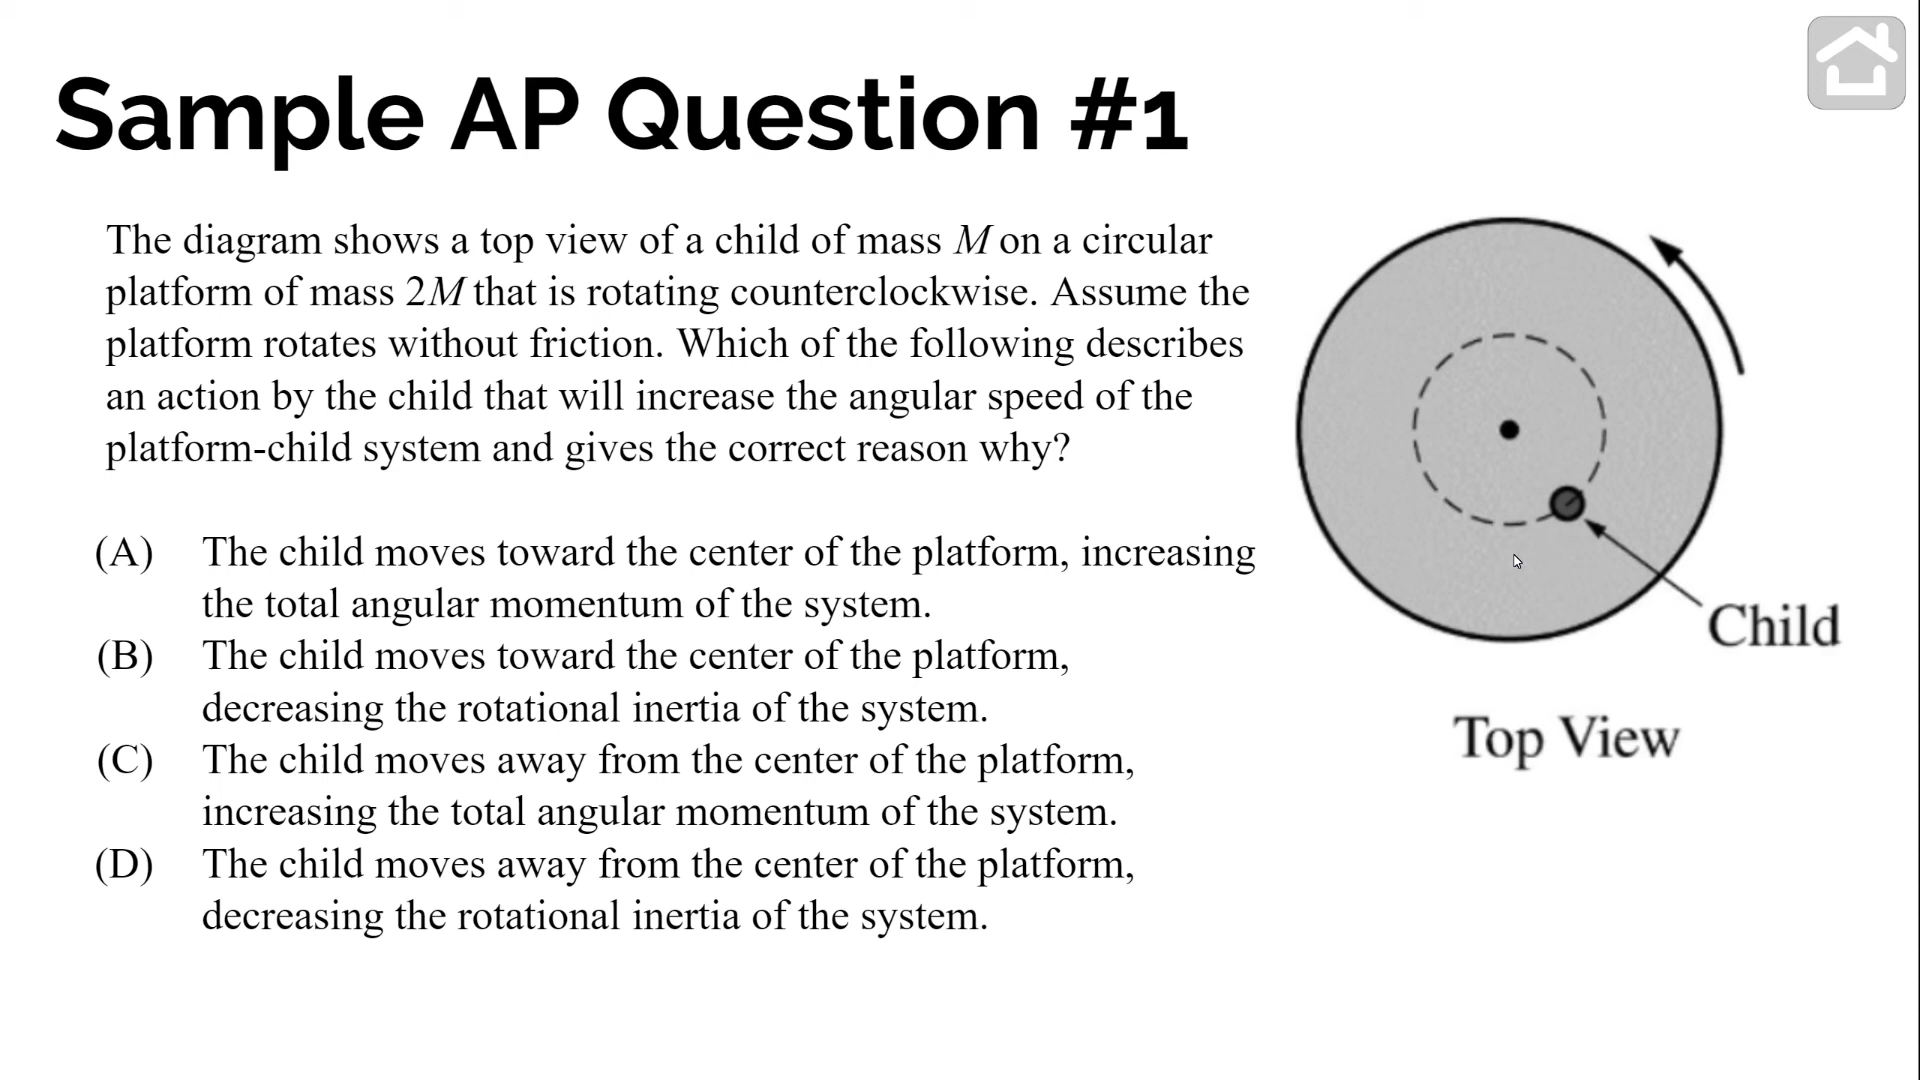 Sample AP Question #1
The diagram shows a top view of a child of mass M on a circular
platform of mass 2M that is rotating counterclockwise. Assume the
platform rotates without friction. Which of the following describes
an action by the child that will increase the angular speed of the
platform-child system and gives the correct reason why?
(A) The child moves toward the center of the platform, increasing
the total angular momentum of the system.
(B) The child moves toward the center of the platform,
decreasing the rotational inertia of the system.
(C) The child moves away from the center of the platform,
increasing the total angular momentum of the system.
(D) The child moves away from the center of the platform,
decreasing the rotational inertia of the system.
Child
Top View